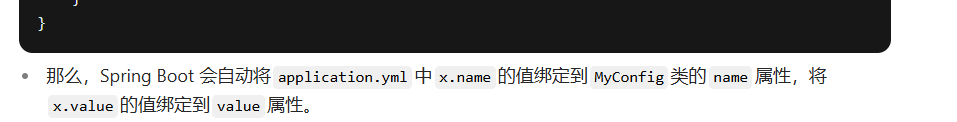 }
}
那么，Spring Boot 会自动将 application.yml 中 x.name 的值绑定到 MyConfig 类的 name 属性，将
x.value 的值绑定到 value 属性。